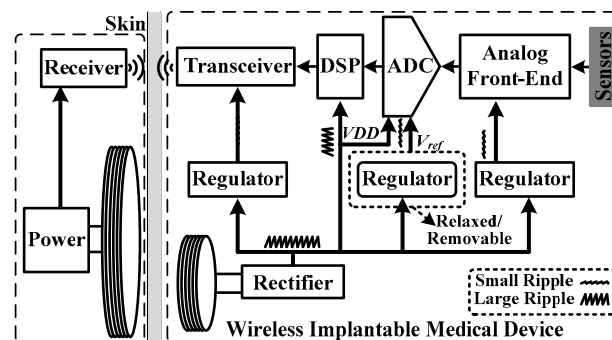 Skin
Receiver
Power
Transceiver
DSP
ADC
Analog
Front-End
Sensors
VDD
Vref
Regulator
Regulator
Regulator
Relaxed/
Removable
Rectifier
Small Ripple
Large Ripple
Wireless Implantable Medical Device